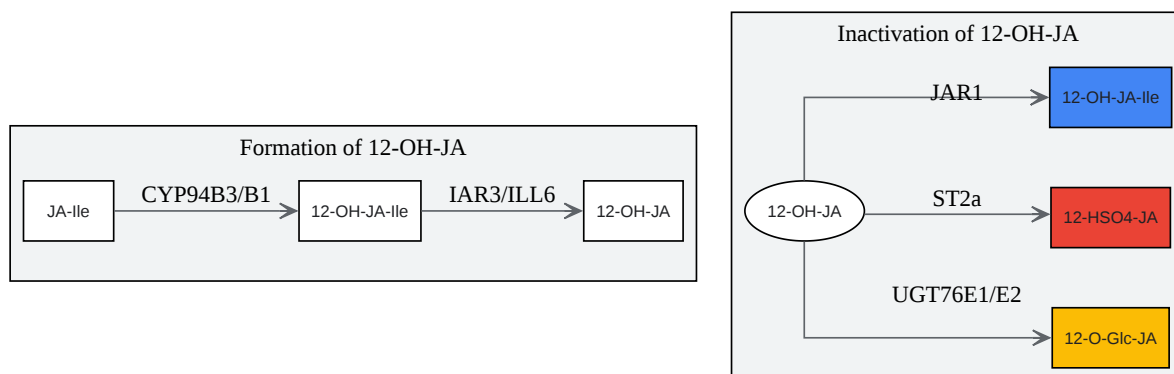 Formation of 12-OH-JA
JA-Ile
CYP94B3/B1
12-OH-JA-Ile
IAR3/ILL6
12-OH-JA
Inactivation of 12-OH-JA
12-OH-JA
JAR1
12-OH-JA-Ile
ST2a
12-HSO4-JA
UGT76E1/E2
12-O-Glc-JA